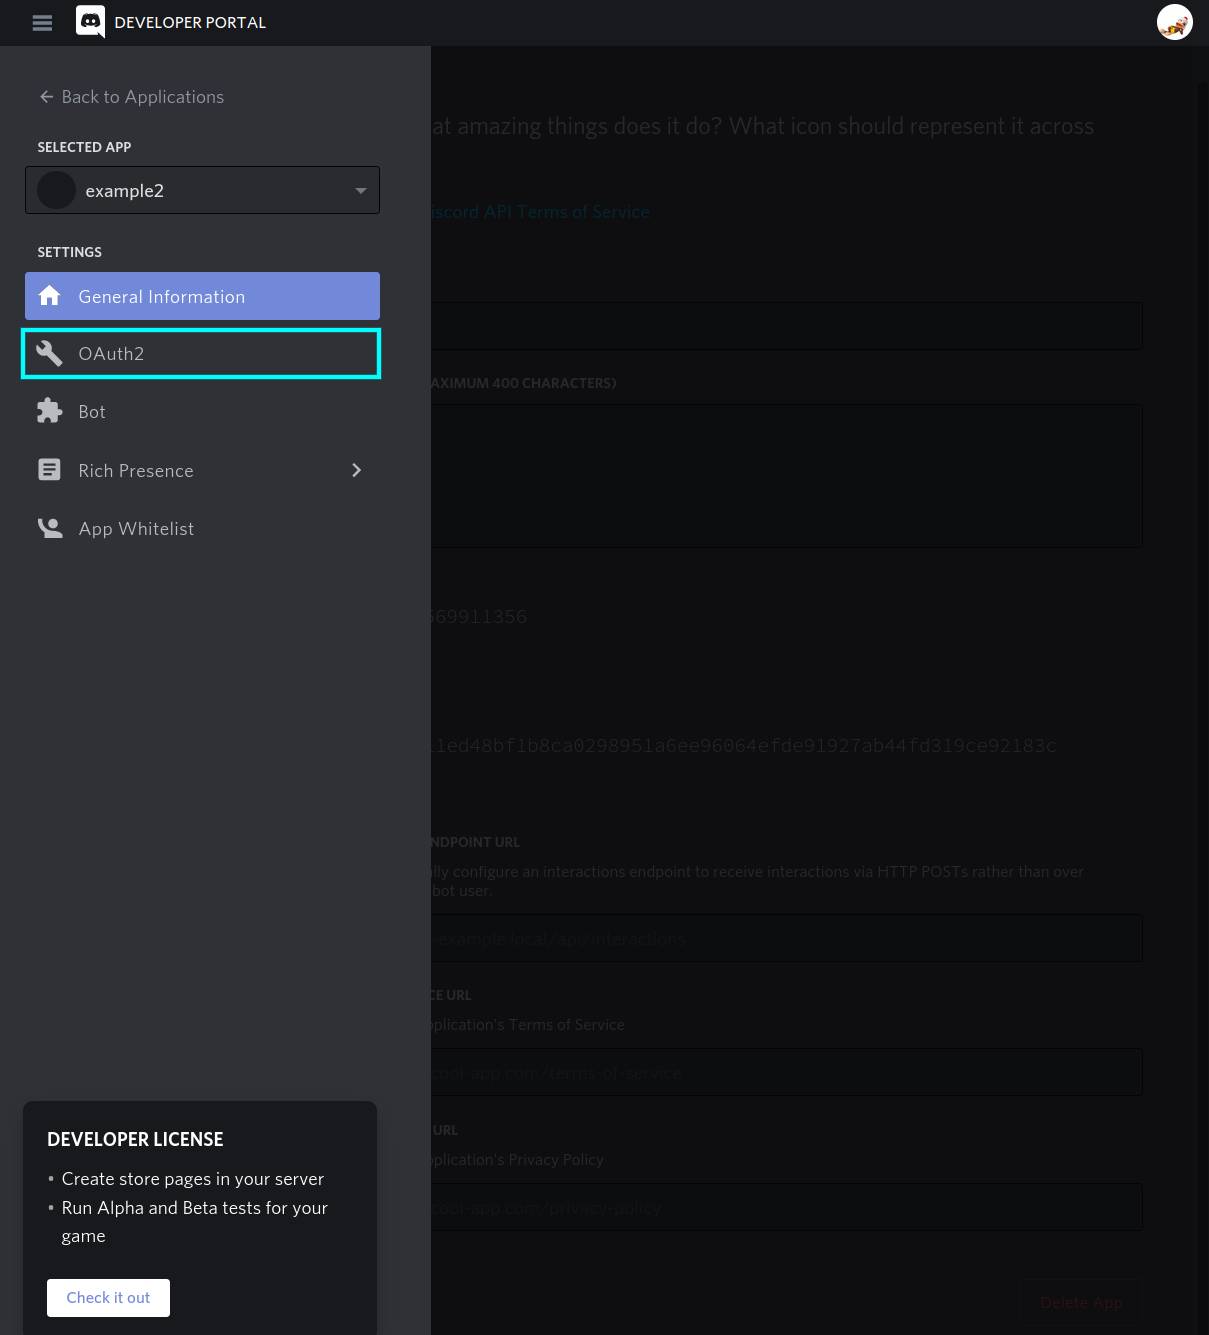 DEVELOPER PORTAL
Back to Applications
SELECTED APP
example2
SETTINGS
General Information
OAuth2
Bot
Rich Presence
App Whitelist
DEVELOPER LICENSE
• Create store pages in your server
• Run Alpha and Beta tests for your
game
Check it out
at amazing things does it do? What icon should represent it across
iscord API Terms of Service
AXIMUM 400 CHARACTERS)
69911356
1ed48bf1b8ca0298951a6ee96064efde91927ab44fd319ce92183c
NDPOINT URL
lly configure an interactions endpoint to receive interactions via HTTP POSTs rather than over
bot user.
-example.local/api/interactions
CE URL
plication's Terms of Service
cool-app.com/terms-of-service
URL
plication's Privacy Policy
cool-app.com/privacy-policy
Delete App